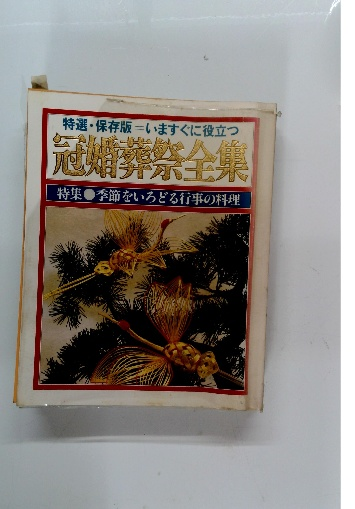 特選・保存版=いますぐに役立つ
冠婚葬祭全集
特集●季節をいろどる行事の料理